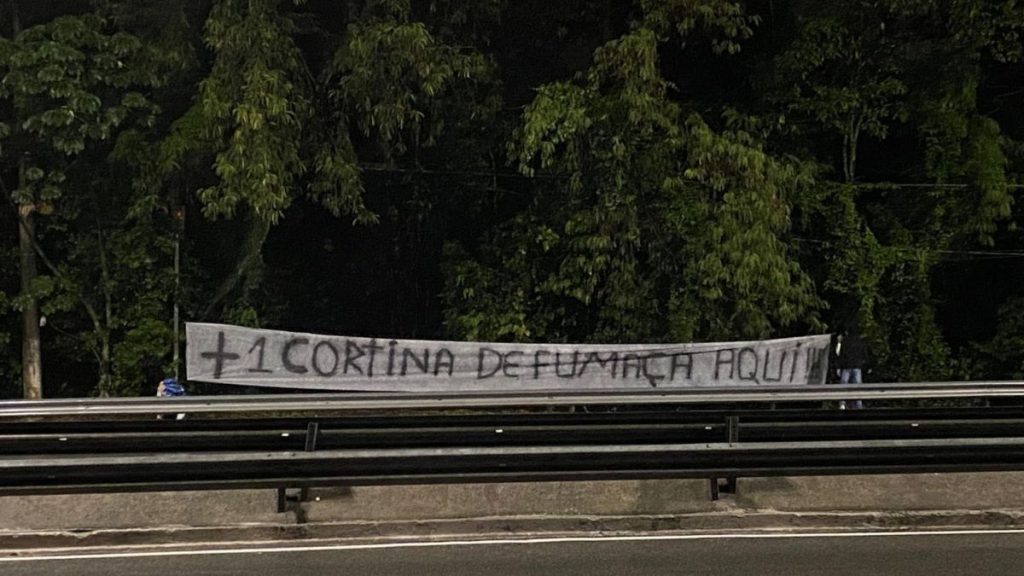 +1 CORTINA DE FUMAÇA AQUI!!!